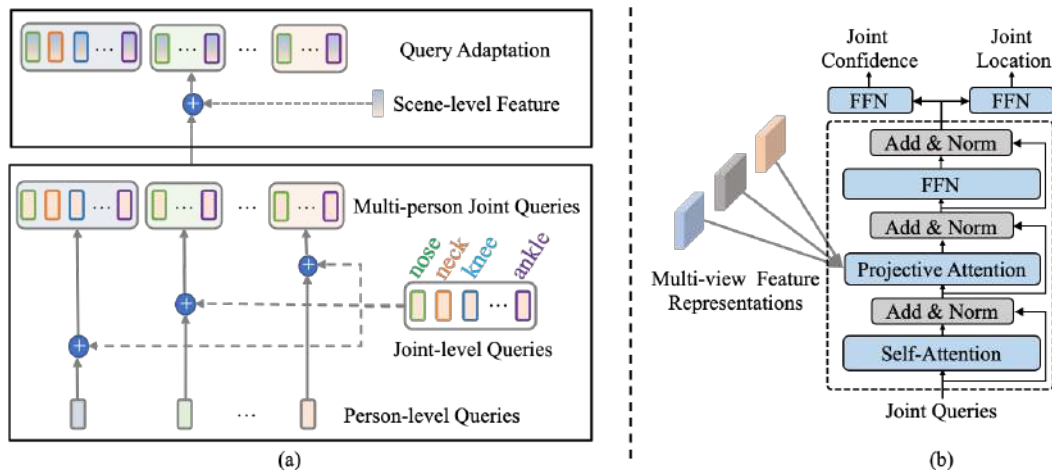 Query Adaptation
Scene-level Feature
Multi-person Joint Queries
nose
neck
knee
ankle
Joint-level Queries
Person-level Queries
(a)
Joint
Confidence
Joint
Location
FFN
FFN
Add & Norm
FFN
Add & Norm
Projective Attention
Multi-view Feature
Representations
Add & Norm
Self-Attention
Joint Queries
(b)